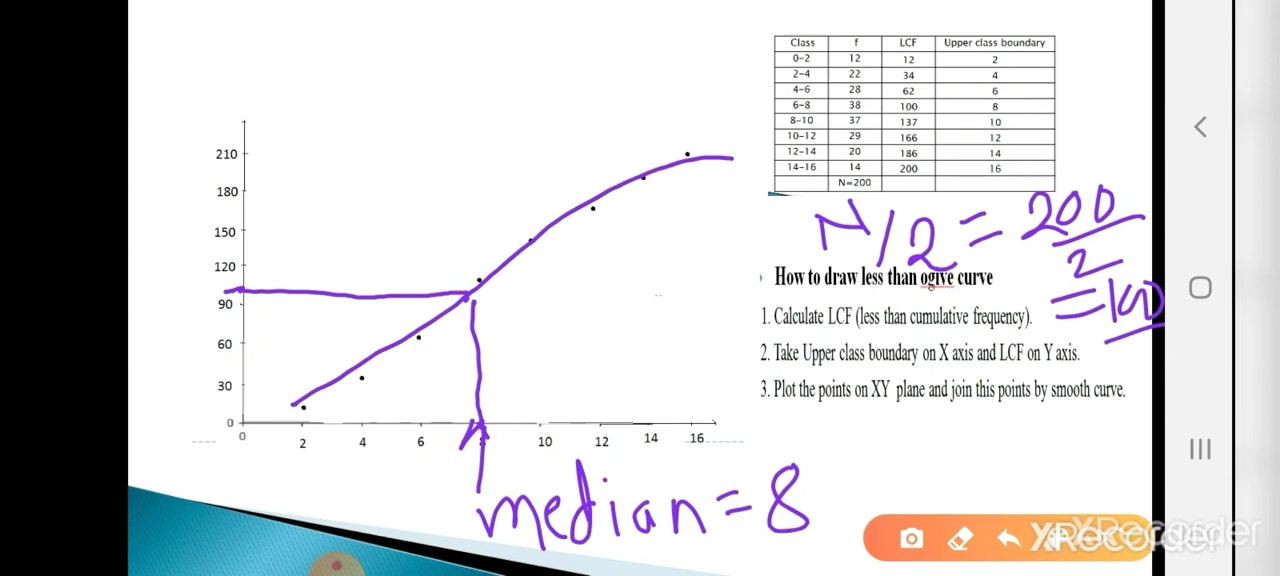 Class f LCF Upper class boundary
0-2 12 12 2
2-4 22 34 4
4-6 28 62 6
6-8 38 100 8
8-10 37 137 10
10-12 29 166 12
12-14 20 186 14
14-16 14 200 16
N=200
N/2 = 200/2
= 100
How to draw less than ogive curve
1. Calculate LCF (less than cumulative frequency).
2. Take Upper class boundary on X axis and LCF on Y axis.
3. Plot the points on XY plane and join this points by smooth curve.
210
180
150
120
90
60
30
0
0 2 4 6 8 10 12 14 16
median = 8
XRecorder